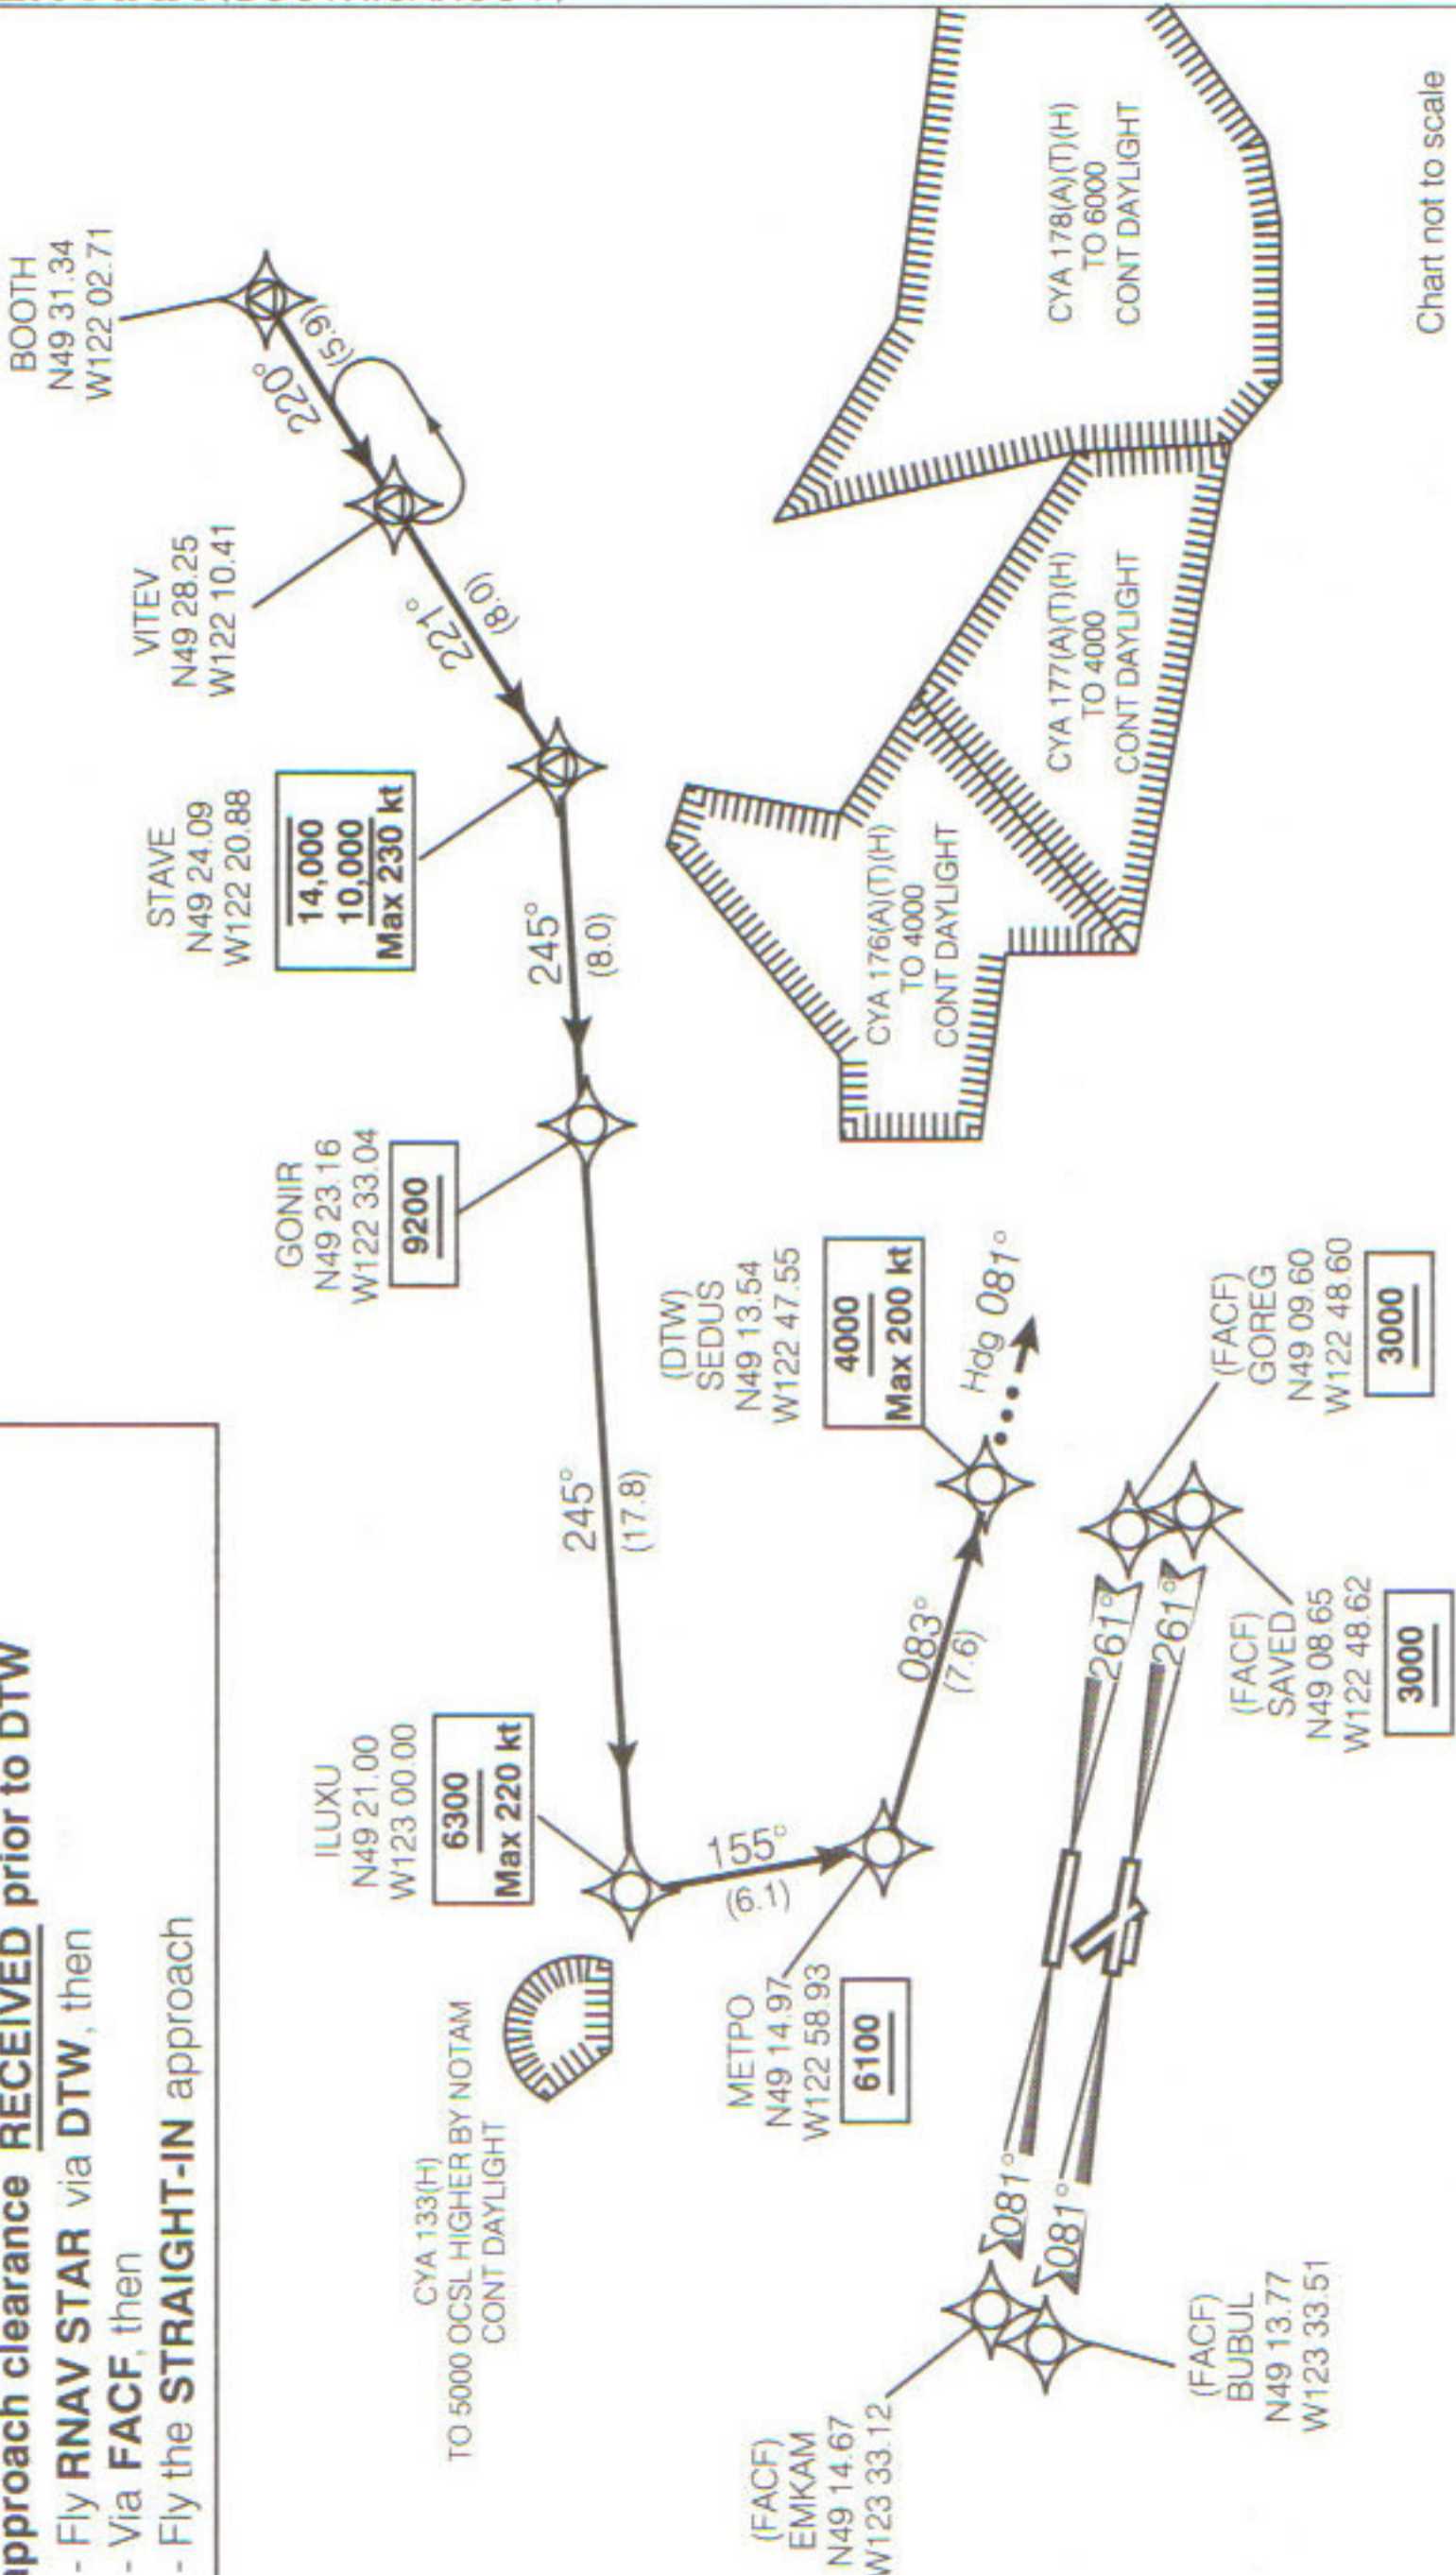 approach clearance RECEIVED prior to DTW
- Fly RNAV STAR via DTW, then
- Via FACF, then
- Fly the STRAIGHT-IN approach
BOOTH
N49 31.34
W122 02.71
220°
(5.9)
VITEV
N49 28.25
W122 10.41
221°
(8.0)
STAVE
N49 24.09
W122 20.88
14,000
10,000
Max 230 kt
245°
(8.0)
GONIR
N49 23.16
W122 33.04
9200
245°
(17.8)
ILUXU
N49 21.00
W123 00.00
6300
Max 220 kt
155°
(6.1)
CYA 133(H)
TO 5000 OCSL HIGHER BY NOTAM
CONT DAYLIGHT
METPO
N49 14.97
W122 58.93
6100
083°
(7.6)
(DTW)
SEDUS
N49 13.54
W122 47.55
4000
Max 200 kt
Hdg 081°
(FACF)
GOREG
N49 09.60
W122 48.60
3000
261°
261°
(FACF)
SAVED
N49 08.65
W122 48.62
3000
081°
081°
(FACF)
EMKAM
N49 14.67
W123 33.12
(FACF)
BUBUL
N49 13.77
W123 33.51
CYA 176(A)(T)(H)
TO 4000
CONT DAYLIGHT
CYA 177(A)(T)(H)
TO 4000
CONT DAYLIGHT
CYA 178(A)(T)(H)
TO 6000
CONT DAYLIGHT
Chart not to scale